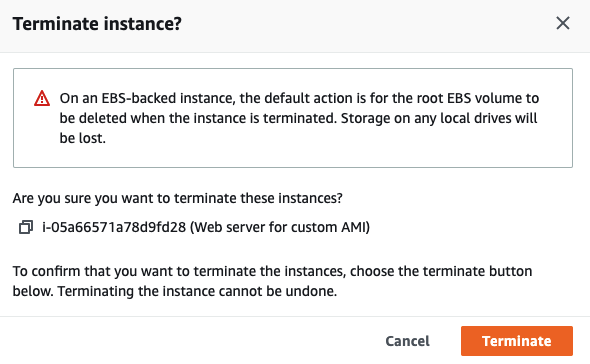 Terminate instance?
On an EBS-backed instance, the default action is for the root EBS volume to
be deleted when the instance is terminated. Storage on any local drives will
be lost.
Are you sure you want to terminate these instances?
i-05a66571a78d9fd28 (Web server for custom AMI)
To confirm that you want to terminate the instances, choose the terminate button
below. Terminating the instance cannot be undone.
Cancel
Terminate